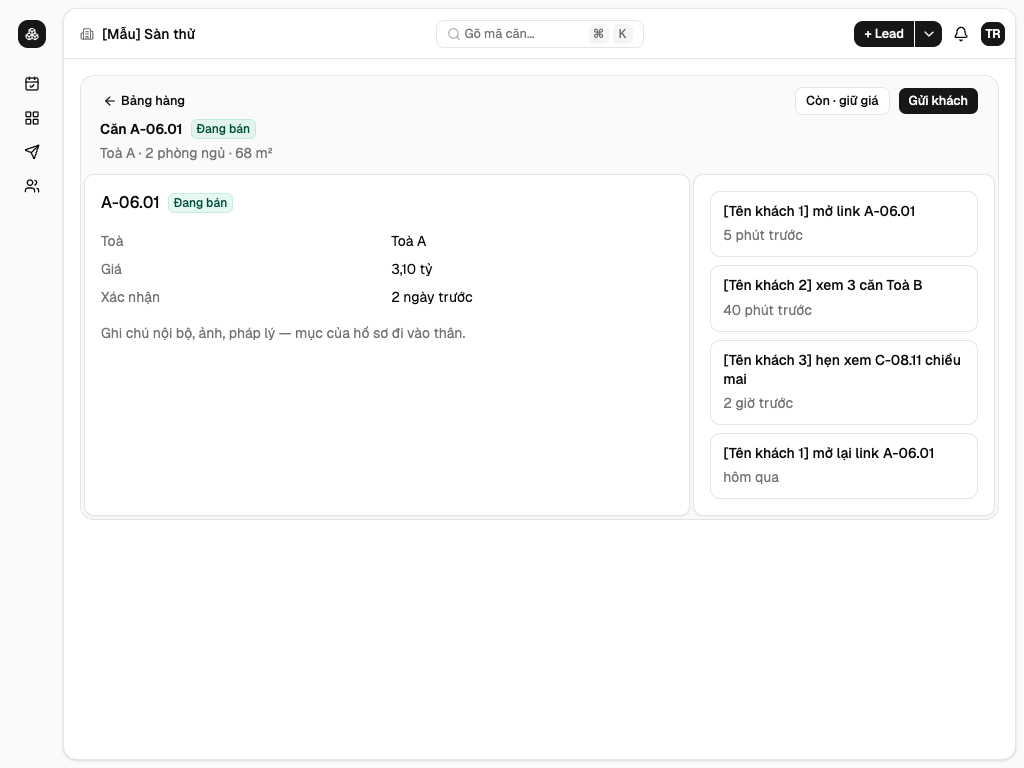 [Mẫu] Sàn thử
Gõ mã căn...
⌘ K
+ Lead
TR
Bảng hàng
Còn · giữ giá
Gửi khách
Căn A-06.01 Đang bán
Toà A · 2 phòng ngủ · 68 m²
A-06.01 Đang bán
Toà Toà A
Giá 3,10 tỷ
Xác nhận 2 ngày trước
Ghi chú nội bộ, ảnh, pháp lý — mục của hồ sơ đi vào thân.
[Tên khách 1] mở link A-06.01
5 phút trước
[Tên khách 2] xem 3 căn Toà B
40 phút trước
[Tên khách 3] hẹn xem C-08.11 chiều
mai
2 giờ trước
[Tên khách 1] mở lại link A-06.01
hôm qua